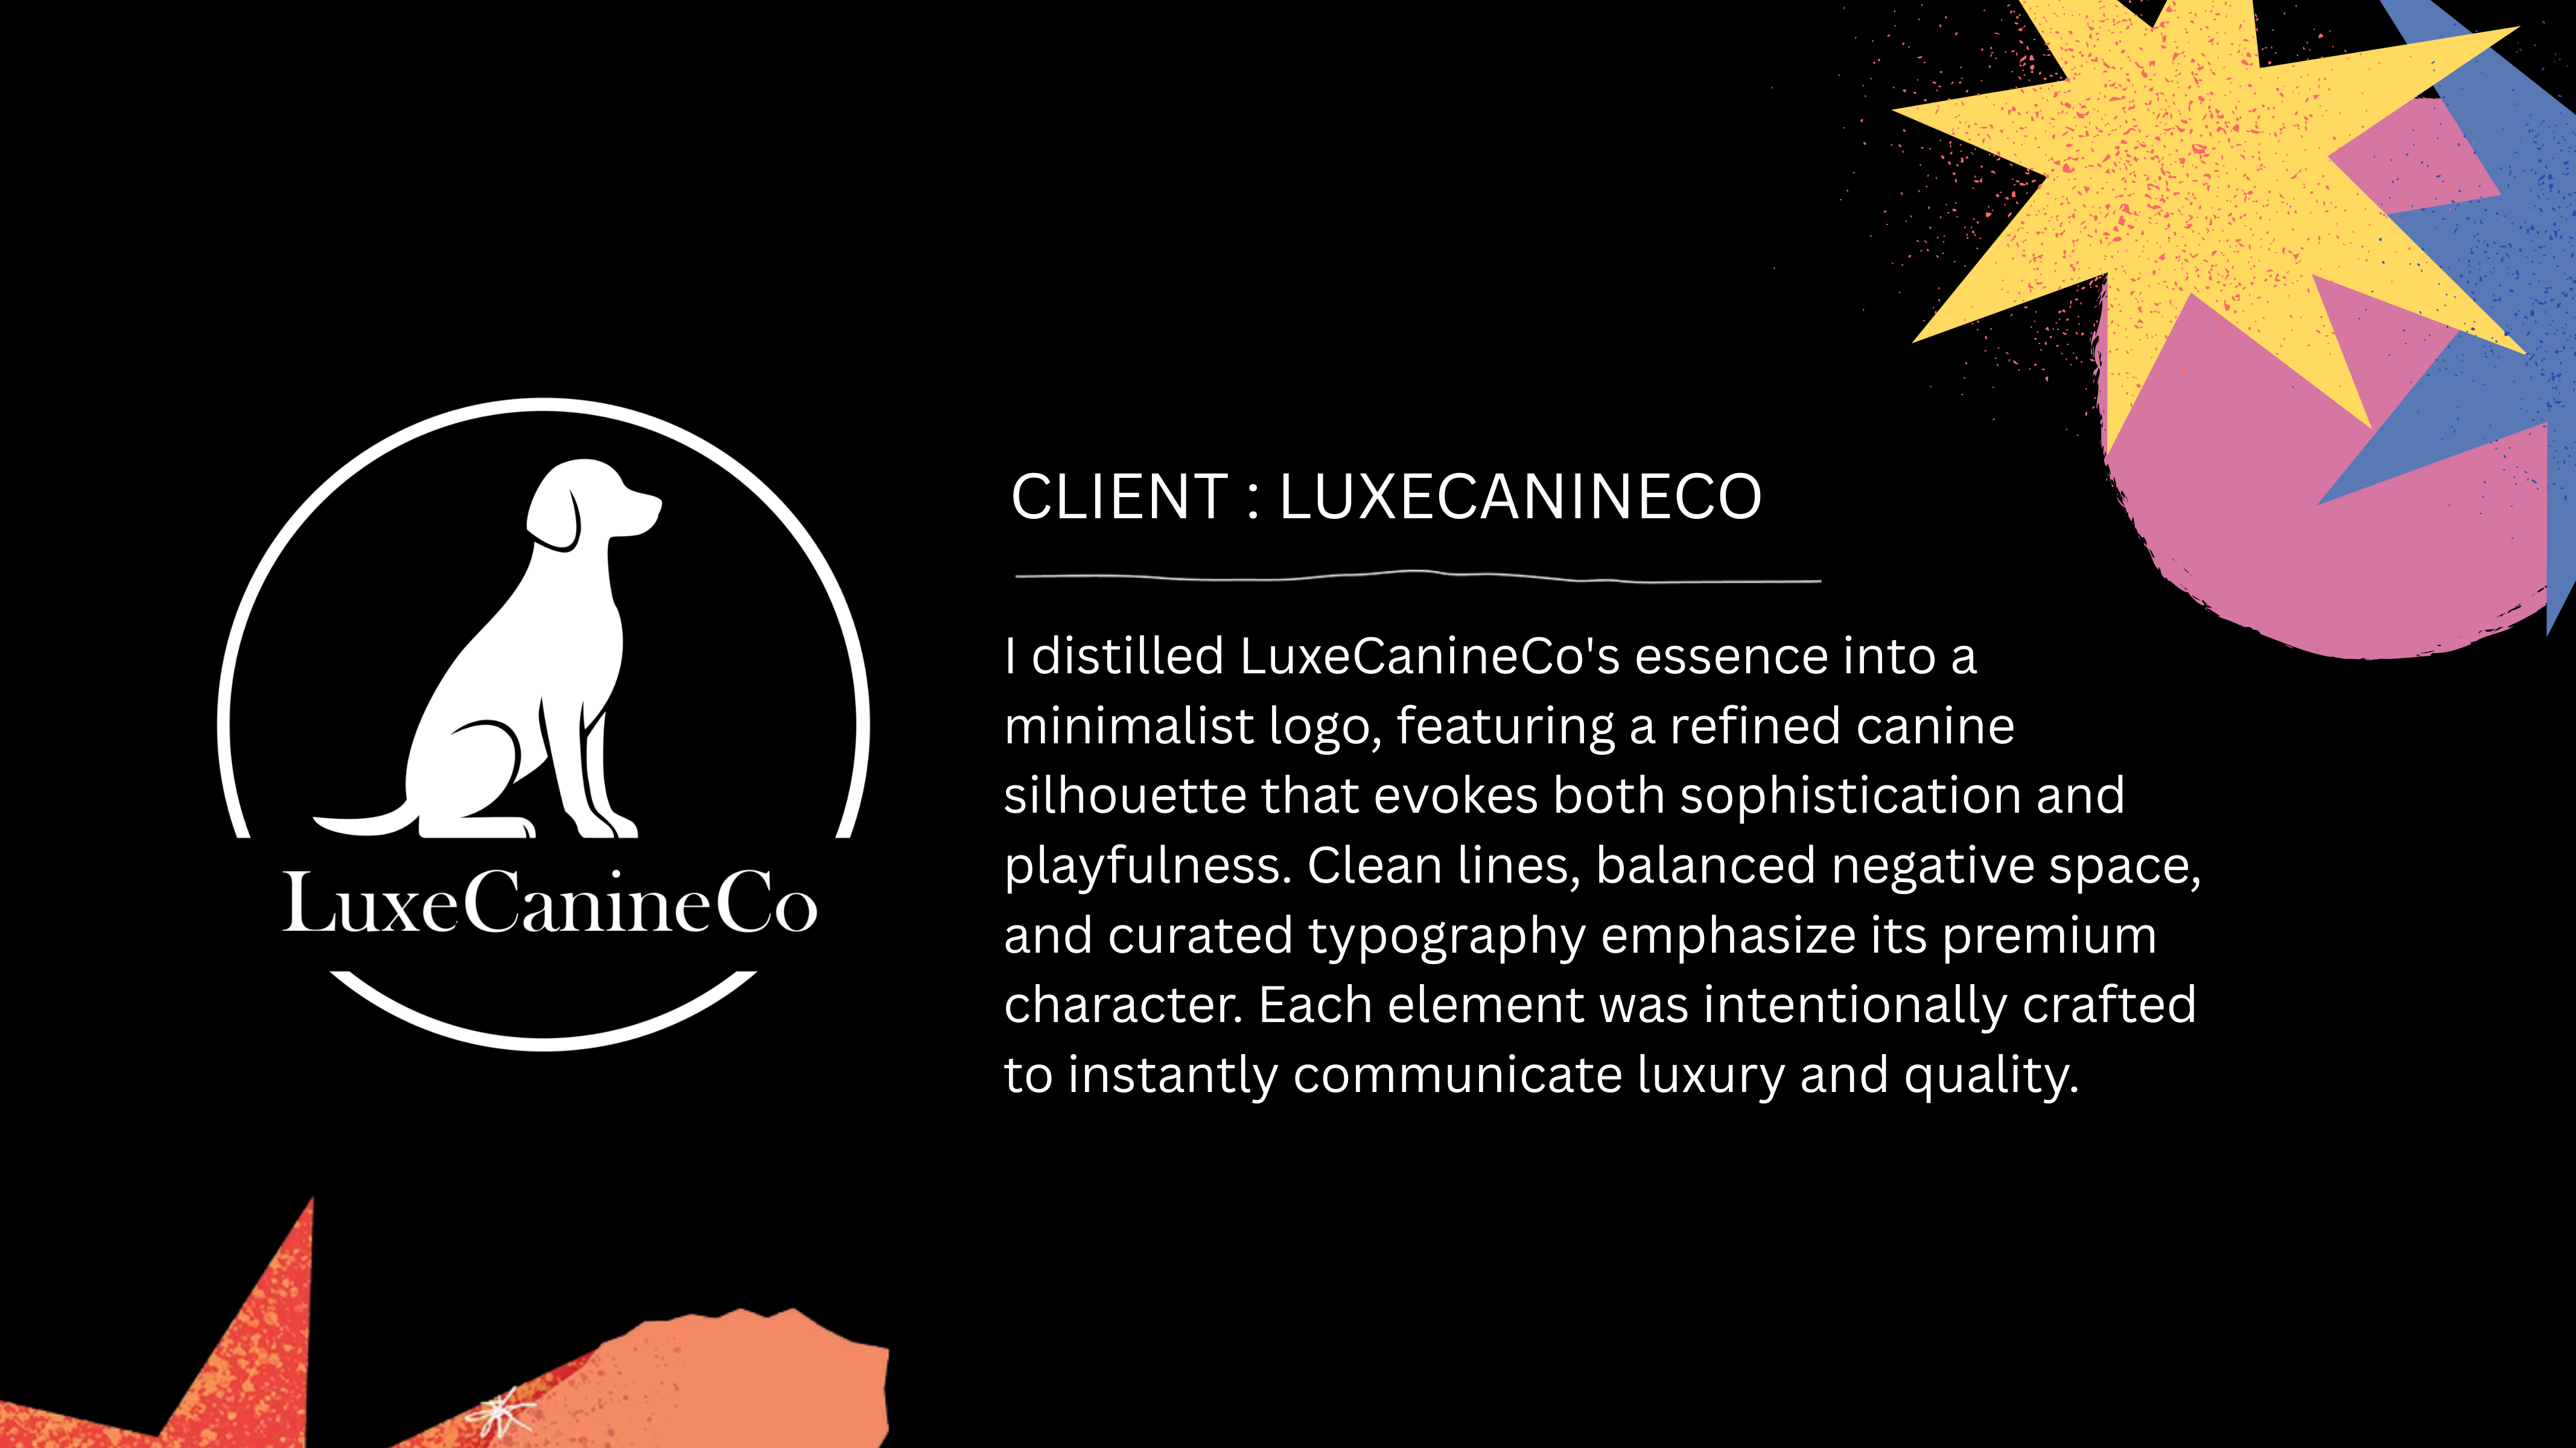 LuxeCanineCo
CLIENT : LUXECANINECO
I distilled LuxeCanineCo's essence into a
minimalist logo, featuring a refined canine
silhouette that evokes both sophistication and
playfulness. Clean lines, balanced negative space,
and curated typography emphasize its premium
character. Each element was intentionally crafted
to instantly communicate luxury and quality.